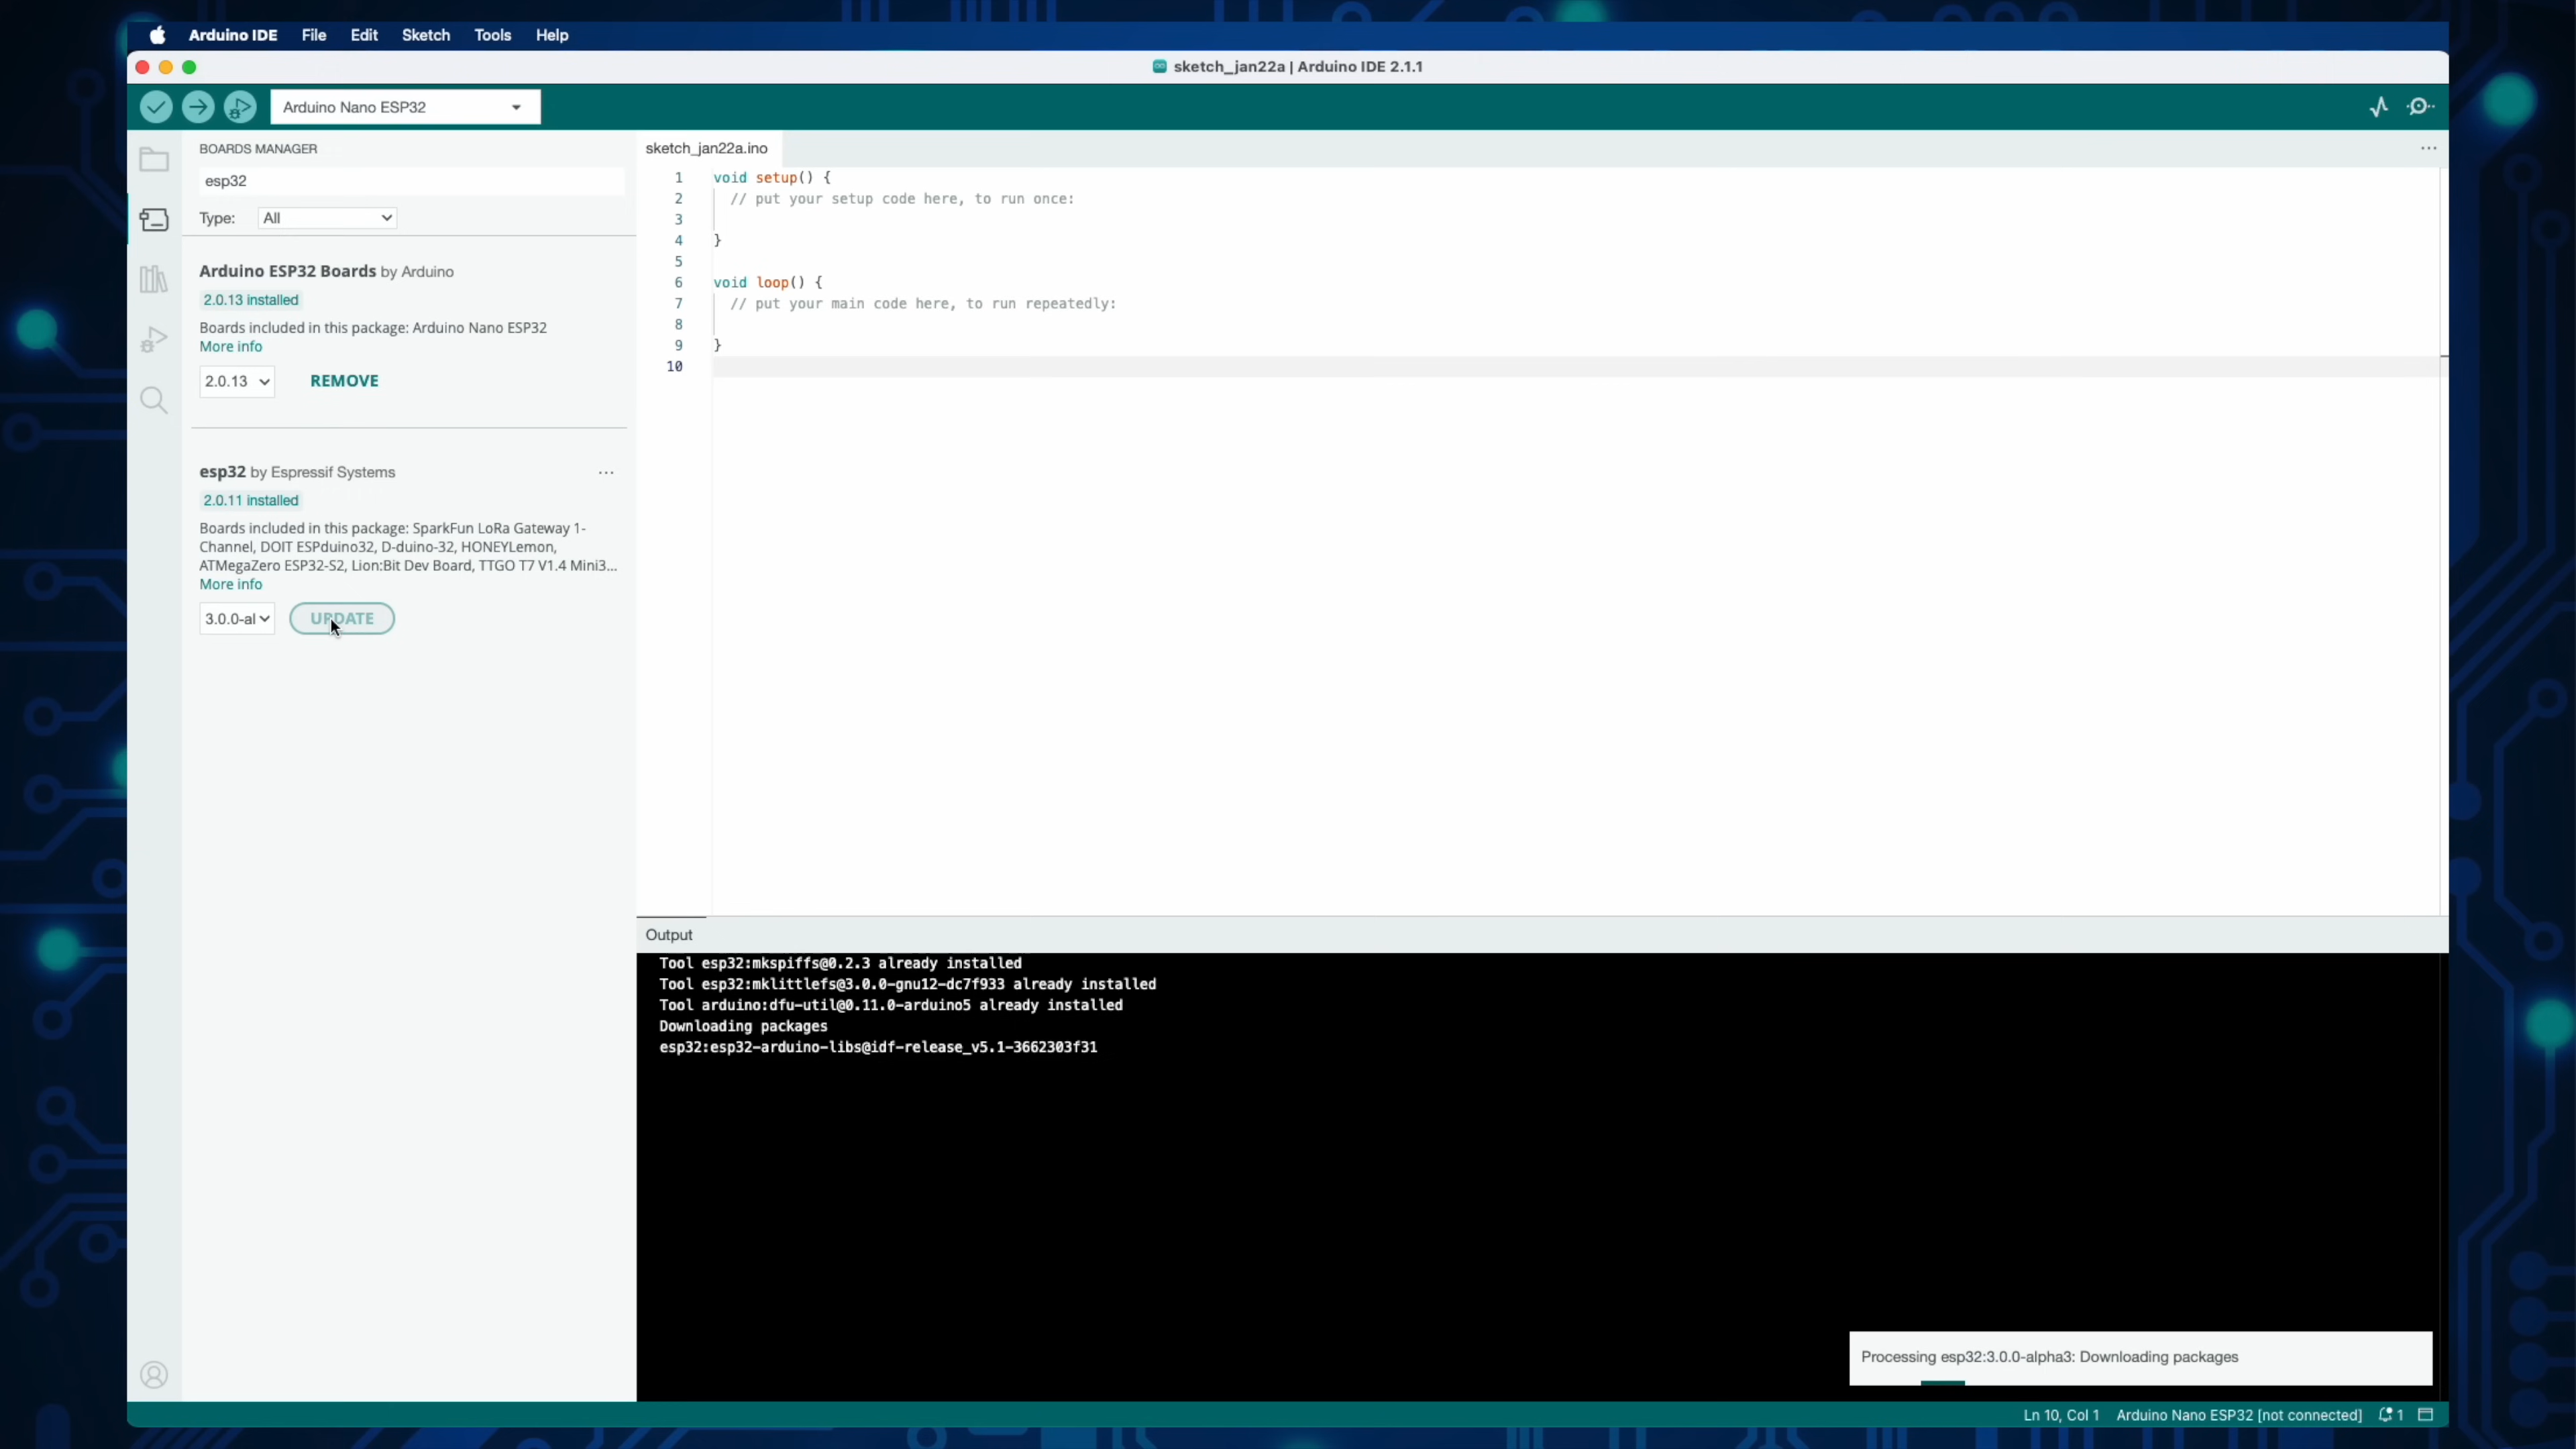 Arduino IDE File Edit Sketch Tools Help
sketch_jan22a | Arduino IDE 2.1.1
Arduino Nano ESP32
BOARDS MANAGER
esp32
Type: All
Arduino ESP32 Boards by Arduino
2.0.13 installed
Boards included in this package: Arduino Nano ESP32
More info
2.0.13 REMOVE
esp32 by Espressif Systems ...
2.0.11 installed
Boards included in this package: SparkFun LoRa Gateway 1-
Channel, DOIT ESPduino32, D-duino-32, HONEYLemon,
ATMegaZero ESP32-S2, Lion:Bit Dev Board, TTGO T7 V1.4 Mini3...
More info
3.0.0-al UPDATE
sketch_jan22a.ino ...
1 void setup() {
2 // put your setup code here, to run once:
3
4 }
5
6 void loop() {
7 // put your main code here, to run repeatedly:
8
9 }
10
Output
Tool esp32:mkspiffs@0.2.3 already installed
Tool esp32:mklittlefs@3.0.0-gnu12-dc7f933 already installed
Tool arduino:dfu-util@0.11.0-arduino5 already installed
Downloading packages
esp32:esp32-arduino-libs@idf-release_v5.1-3662303f31
Processing esp32:3.0.0-alpha3: Downloading packages
Ln 10, Col 1 Arduino Nano ESP32 [not connected] 1